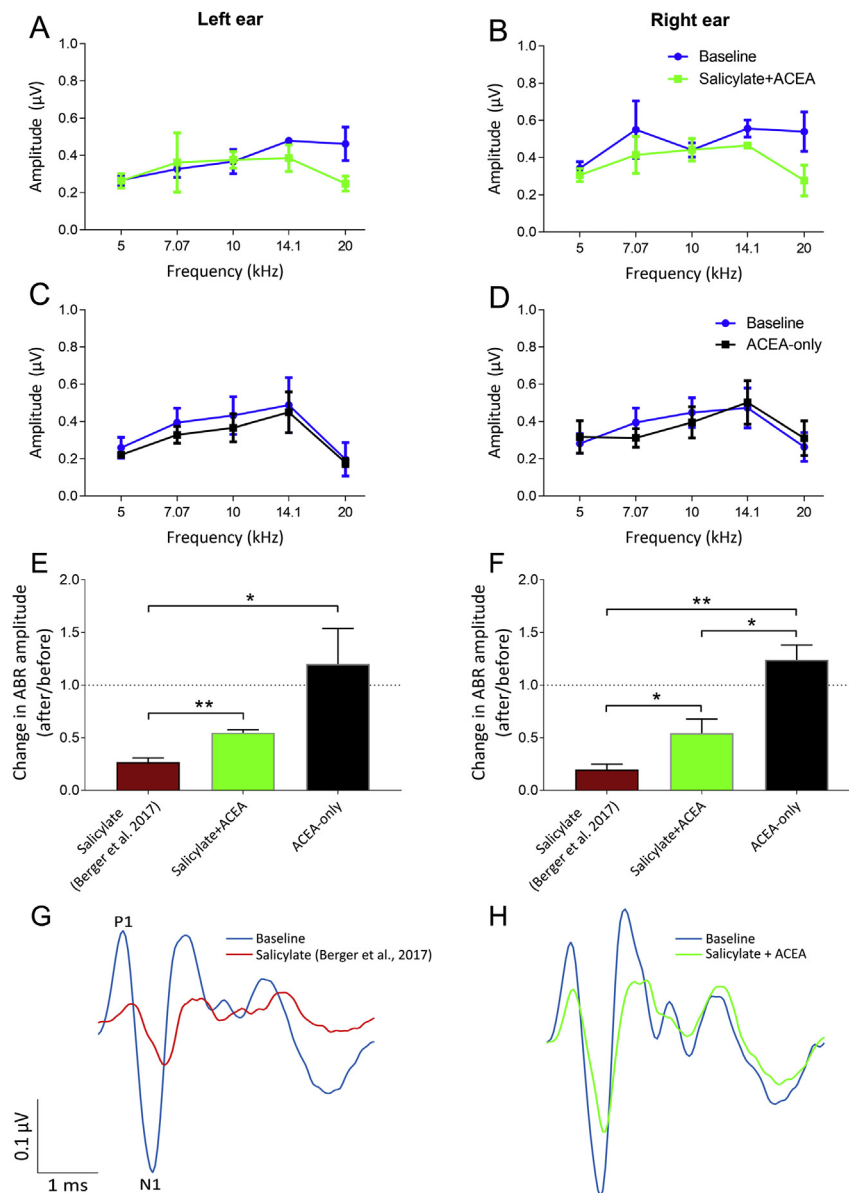 Left ear
Right ear
A
1.0
0.8
0.6
0.4
0.2
0.0
Amplitude (µV)
5 7.07 10 14.1 20
Frequency (kHz)
B
1.0
0.8
0.6
0.4
0.2
0.0
Amplitude (µV)
Baseline
Salicylate+ACEA
5 7.07 10 14.1 20
Frequency (kHz)
C
1.0
0.8
0.6
0.4
0.2
0.0
Amplitude (µV)
5 7.07 10 14.1 20
Frequency (kHz)
D
1.0
0.8
0.6
0.4
0.2
0.0
Amplitude (µV)
Baseline
ACEA-only
5 7.07 10 14.1 20
Frequency (kHz)
E
2.0
1.5
1.0
0.5
0.0
Change in ABR amplitude
(after/before)
*
**
Salicylate
(Berger et al. 2017)
Salicylate+ACEA
ACEA-only
F
2.0
1.5
1.0
0.5
0.0
Change in ABR amplitude
(after/before)
**
*
*
Salicylate
(Berger et al. 2017)
Salicylate+ACEA
ACEA-only
G
P1
Baseline
Salicylate (Berger et al., 2017)
N1
0.1 µV
1 ms
H
Baseline
Salicylate + ACEA